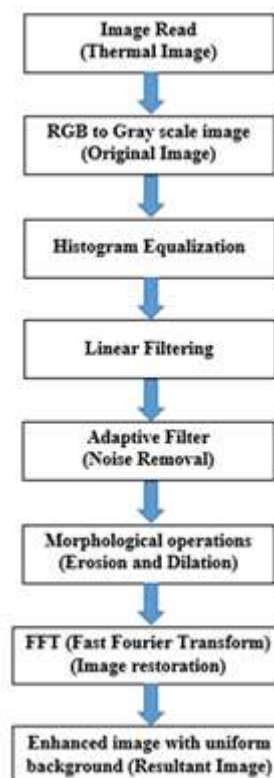 Image Read
(Thermal Image)
RGB to Gray scale image
(Original Image)
Histogram Equalization
Linear Filtering
Adaptive Filter
(Noise Removal)
Morphological operations
(Erosion and Dilation)
FFT (Fast Fourier Transform)
(Image restoration)
Enhanced image with uniform
background (Resultant Image)